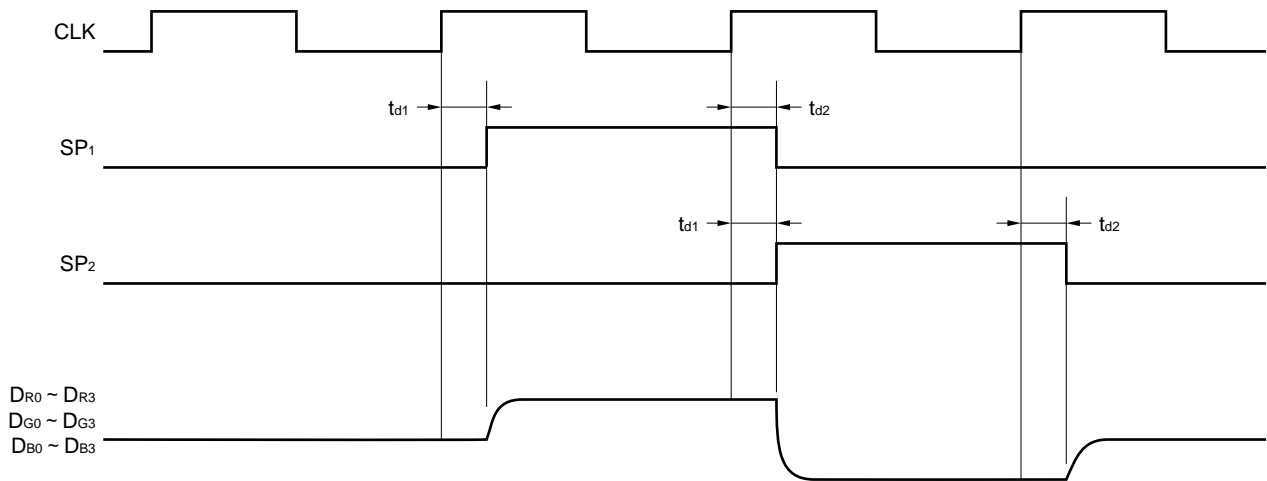 CLK
td1
td2
SP1
td1
td2
SP2
DR0 ~ DR3
DG0 ~ DG3
DB0 ~ DB3